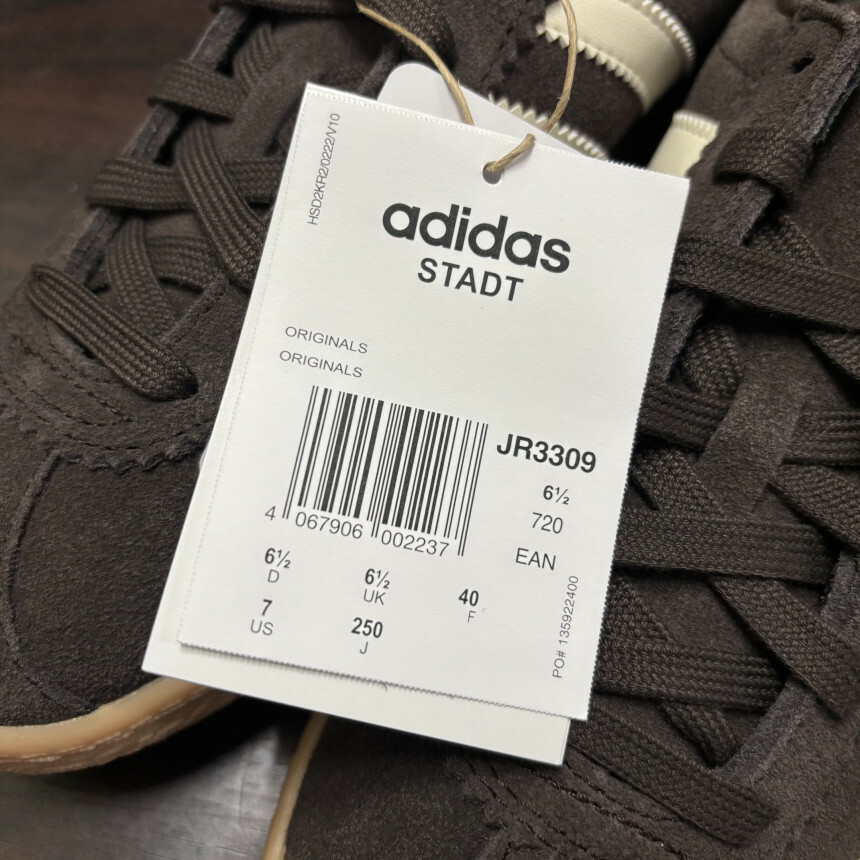 HSD2KR2/0222/V10
adidas
STADT
ORIGINALS
ORIGINALS
JR3309
6½
720
EAN
4 067906 002237
6½ D
6½ UK
40 F
7 US
250 J
PO# 135922400